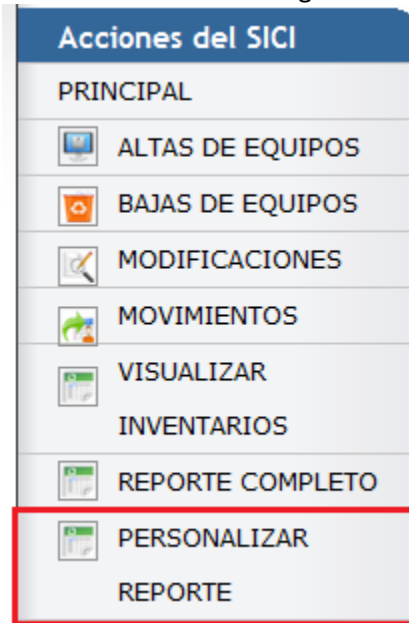 Acciones del SICI
PRINCIPAL
ALTAS DE EQUIPOS
BAJAS DE EQUIPOS
MODIFICACIONES
MOVIMIENTOS
VISUALIZAR
INVENTARIOS
REPORTE COMPLETO
PERSONALIZAR
REPORTE